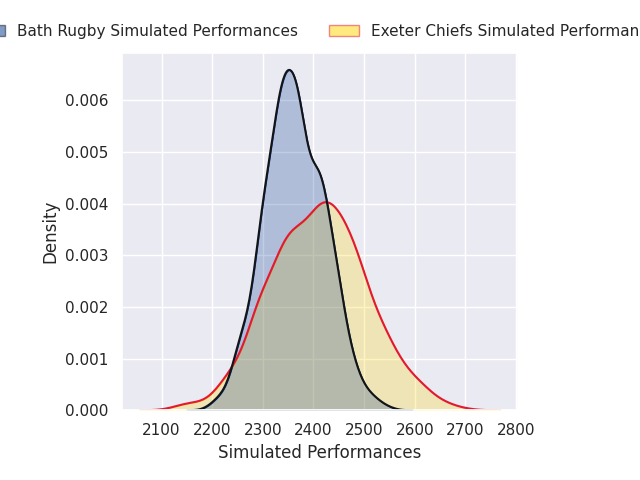 Bath Rugby Simulated Performances
Exeter Chiefs Simulated
0.006
0.005
0.004
0.003
0.002
0.001
0.000
Density
2100 2200 2300 2400 2500 2600 2700 2800
Simulated Performances